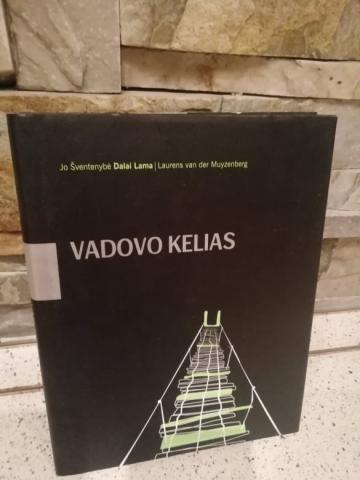 Jo Šventenybė Dalai Lama | Laurens van der Muyzenberg
VADOVO KELIAS